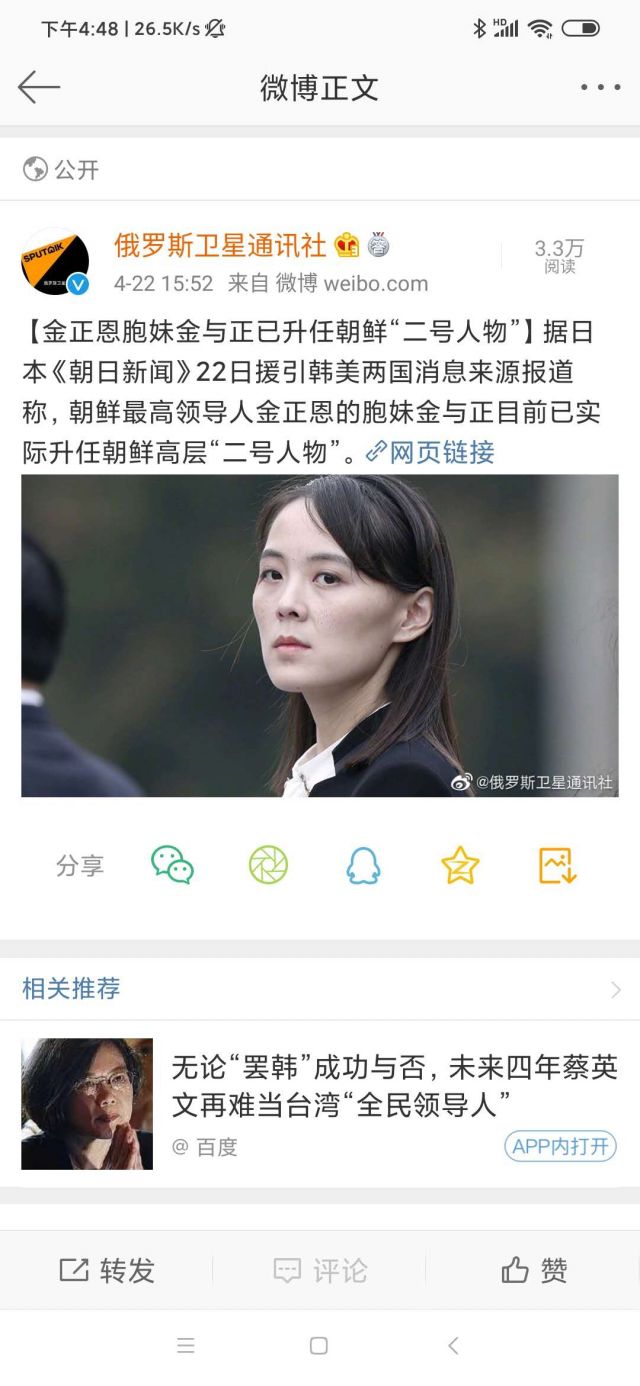 下午4:48 | 26.5K/s
HD
微博正文
公开
SPUTNIK
俄罗斯卫星通讯社
3.3万
阅读
4-22 15:52 来自 微博 weibo.com
【金正恩胞妹金与正已升任朝鲜“二号人物”】据日
本《朝日新闻》22日援引韩美两国消息来源报道
称，朝鲜最高领导人金正恩的胞妹金与正目前已实
际升任朝鲜高层“二号人物”。网页链接
@俄罗斯卫星通讯社
分享
相关推荐
无论“罢韩”成功与否，未来四年蔡英
文再难当台湾“全民领导人”
@ 百度
APP内打开
转发
评论
赞